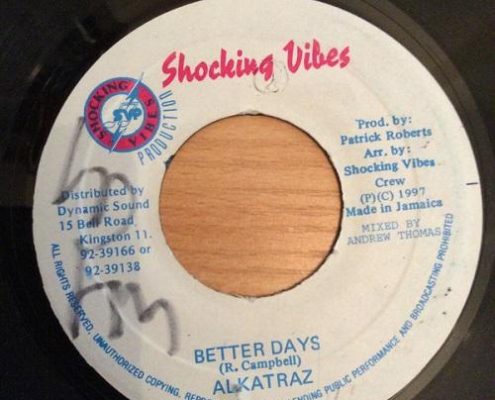 Shocking Vibes
SHOCKING VIBES
SVP
PRODUCTION
Prod. by:
Patrick Roberts
Arr. by:
Shocking Vibes
Crew
(P)(C) 1997
Made in Jamaica
MIXED BY
ANDREW THOMAS
Distributed by
Dynamic Sound
15 Bell Road
Kingston 11.
92-39166 or
92-39138
BETTER DAYS
(R. Campbell)
ALKATRAZ
ALL RIGHTS RESERVED. UNAUTHORIZED COPYING, PUBLIC PERFORMANCE AND BROADCASTING PROHIBITED